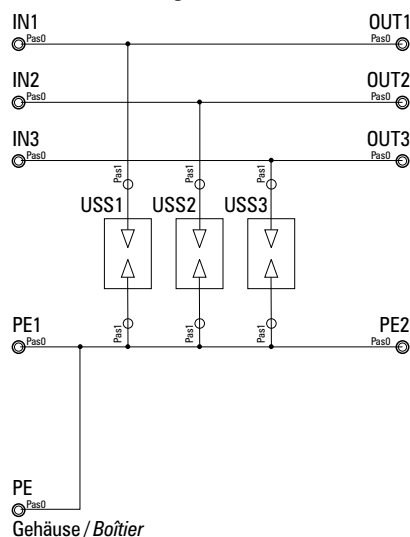 IN1 OUT1
Pas0 Pas0
IN2 OUT2
Pas0 Pas0
IN3 OUT3
Pas0 Pas0
Pas1 Pas1 Pas1
USS1 USS2 USS3
Pas1 Pas1 Pas1
PE1 PE2
Pas0 Pas0
PE
Pas0
Gehäuse / Boîtier